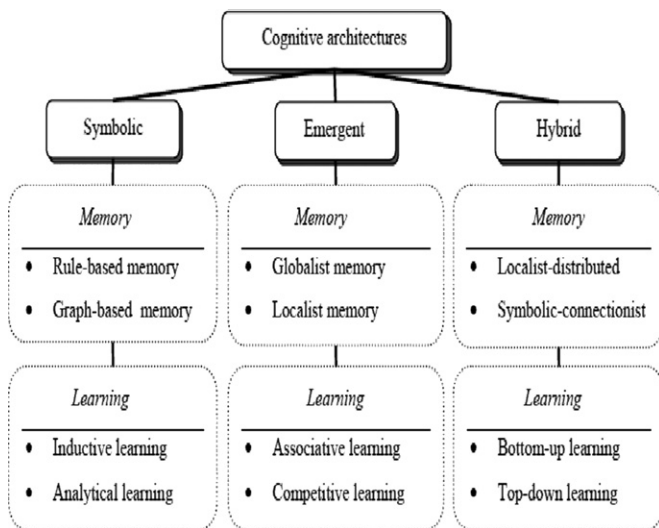 Cognitive architectures
Symbolic
Emergent
Hybrid
Memory
• Rule-based memory
• Graph-based memory
Memory
• Globalist memory
• Localist memory
Memory
• Localist-distributed
• Symbolic-connectionist
Learning
• Inductive learning
• Analytical learning
Learning
• Associative learning
• Competitive learning
Learning
• Bottom-up learning
• Top-down learning